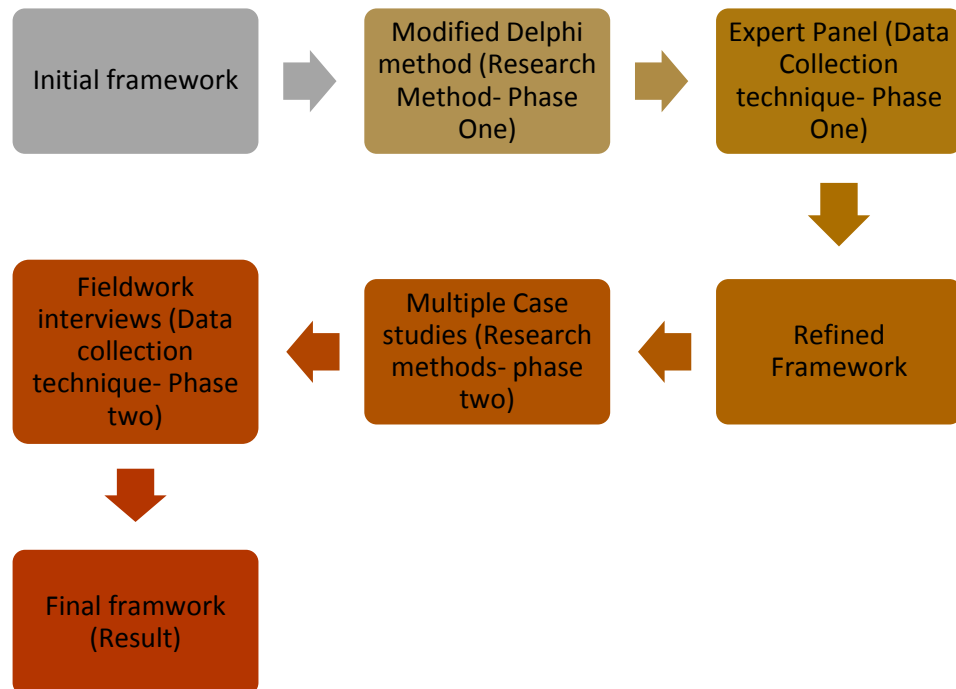 Initial framework
Modified Delphi
method (Research
Method- Phase
One)
Expert Panel (Data
Collection
technique- Phase
One)
Refined
Framework
Multiple Case
studies (Research
methods- phase
two)
Fieldwork
interviews (Data
collection
technique- Phase
two)
Final framwork
(Result)